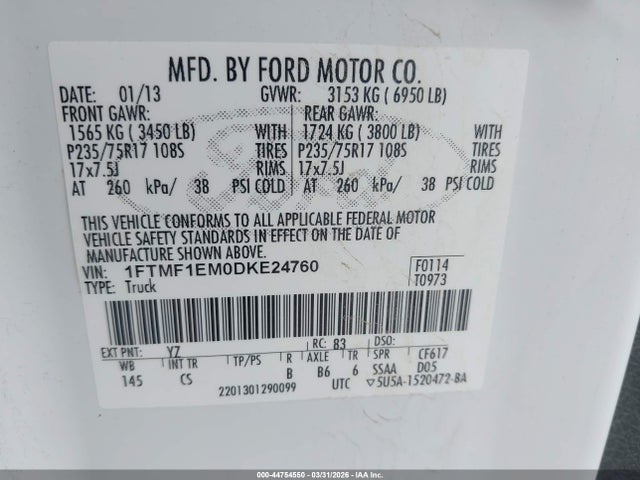 MFD. BY FORD MOTOR CO.
DATE: 01/13 GVWR: 3153 KG ( 6950 LB)
FRONT GAWR: REAR GAWR:
1565 KG ( 3450 LB) WITH 1724 KG ( 3800 LB) WITH
P235/75R17 108S TIRES P235/75R17 108S TIRES
17x7.5J RIMS 17x7.5J RIMS
AT 260 kPa/ 38 PSI COLD AT 260 kPa/ 38 PSI COLD
THIS VEHICLE CONFORMS TO ALL APPLICABLE FEDERAL MOTOR
VEHICLE SAFETY STANDARDS IN EFFECT ON THE DATE OF
MANUFACTURE SHOWN ABOVE.
VIN: 1FTMF1EM0DKE24760 F0114
TYPE: Truck T0973
EXT PNT: YZ RC: 83 DSO:
WB INT TR TP/PS R AXLE TR SPR CF617
145 CS B B6 6 SSAA D05
2201301290099 UTC ▽5U5A-1520472-BA
000-44754550 - 03/31/2026 - IAAI.COM